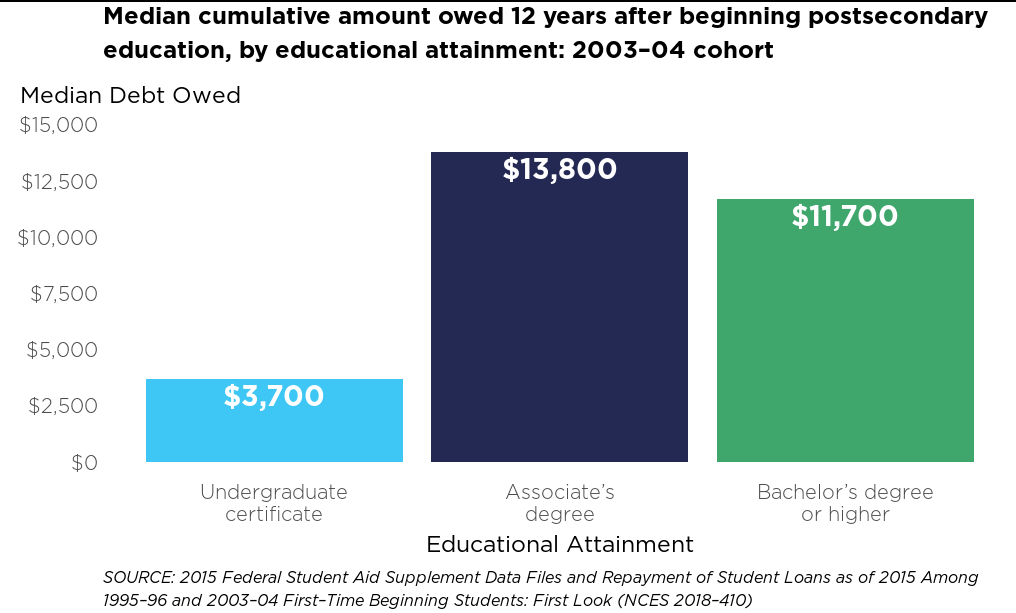 Median cumulative amount owed 12 years after beginning postsecondary
education, by educational attainment: 2003–04 cohort
Median Debt Owed
$15,000
$12,500
$10,000
$7,500
$5,000
$2,500
$0
$3,700
$13,800
$11,700
Undergraduate
certificate
Associate’s
degree
Bachelor’s degree
or higher
Educational Attainment
SOURCE: 2015 Federal Student Aid Supplement Data Files and Repayment of Student Loans as of 2015 Among
1995–96 and 2003–04 First–Time Beginning Students: First Look (NCES 2018–410)